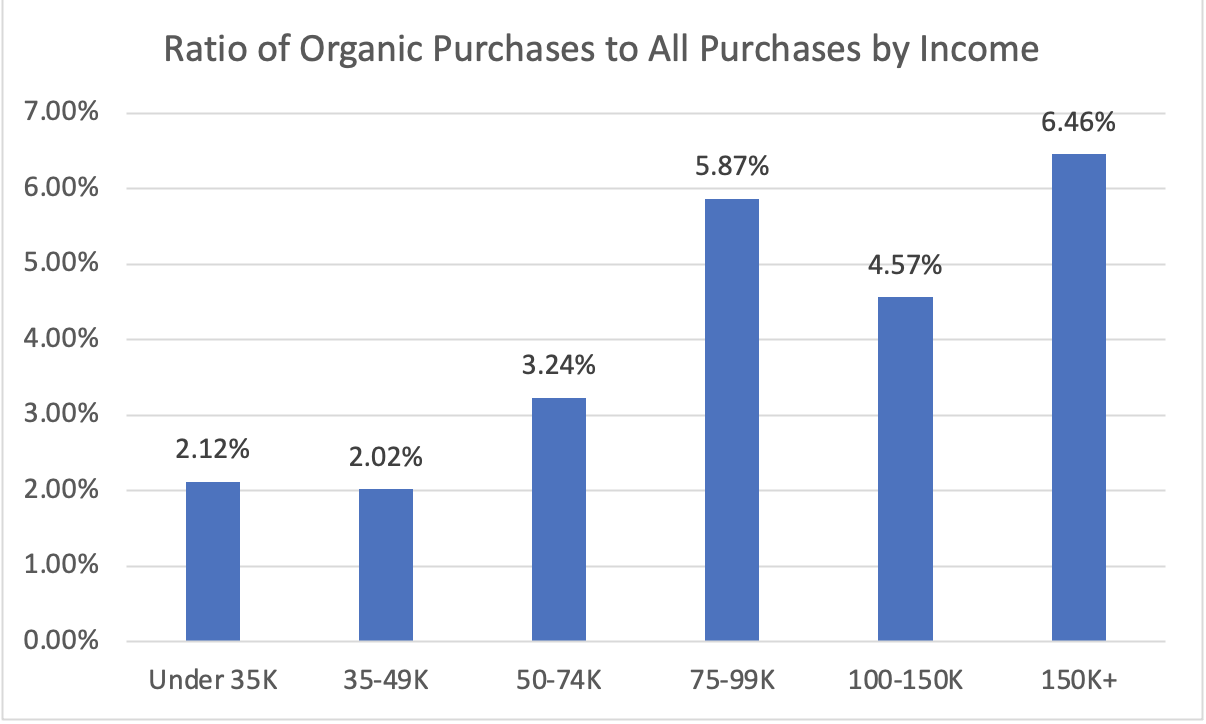 Ratio of Organic Purchases to All Purchases by Income
7.00%
6.00%
5.00%
4.00%
3.00%
2.00%
1.00%
0.00%
2.12%
2.02%
3.24%
5.87%
4.57%
6.46%
Under 35K
35-49K
50-74K
75-99K
100-150K
150K+